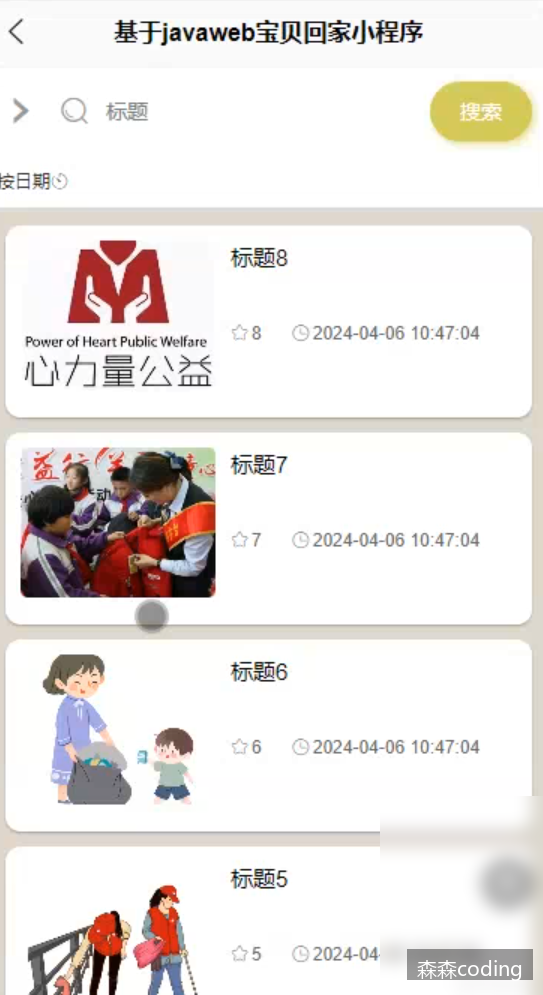 基于javaweb宝贝回家小程序
标题
搜索
按日期
标题8
8 2024-04-06 10:47:04
Power of Heart Public Welfare
心力量公益
标题7
7 2024-04-06 10:47:04
标题6
6 2024-04-06 10:47:04
标题5
5 2024-04
森森coding